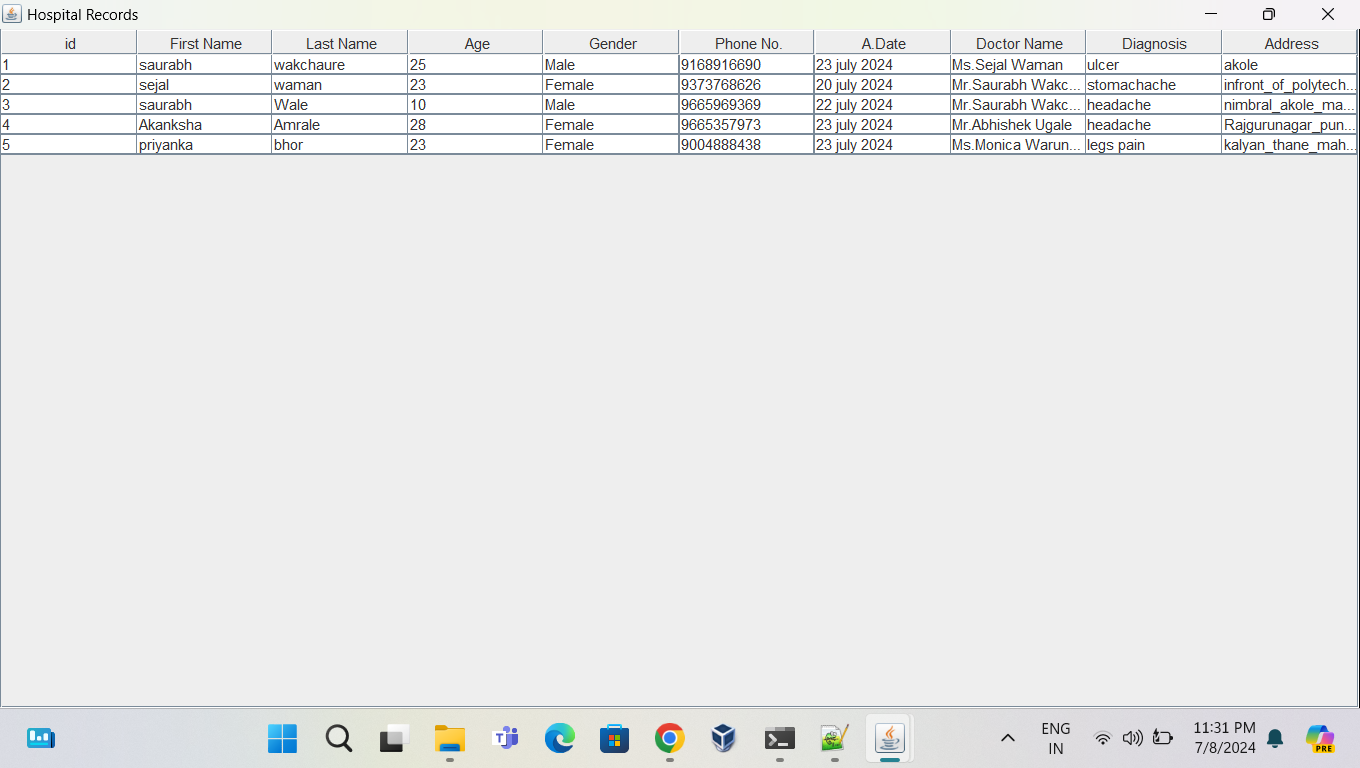 Hospital Records
id First Name Last Name Age Gender Phone No. A.Date Doctor Name Diagnosis Address
1 saurabh wakchaure 25 Male 9168916690 23 july 2024 Ms.Sejal Waman ulcer akole
2 sejal waman 23 Female 9373768626 20 july 2024 Mr.Saurabh Wakc... stomachache infront_of_polytech...
3 saurabh Wale 10 Male 9665969369 22 july 2024 Mr.Saurabh Wakc... headache nimbral_akole_ma...
4 Akanksha Amrale 28 Female 9665357973 23 july 2024 Mr.Abhishek Ugale headache Rajgurunagar_pun...
5 priyanka bhor 23 Female 9004888438 23 july 2024 Ms.Monica Warun... legs pain kalyan_thane_mah...
ENG 11:31 PM
IN 7/8/2024
PRE